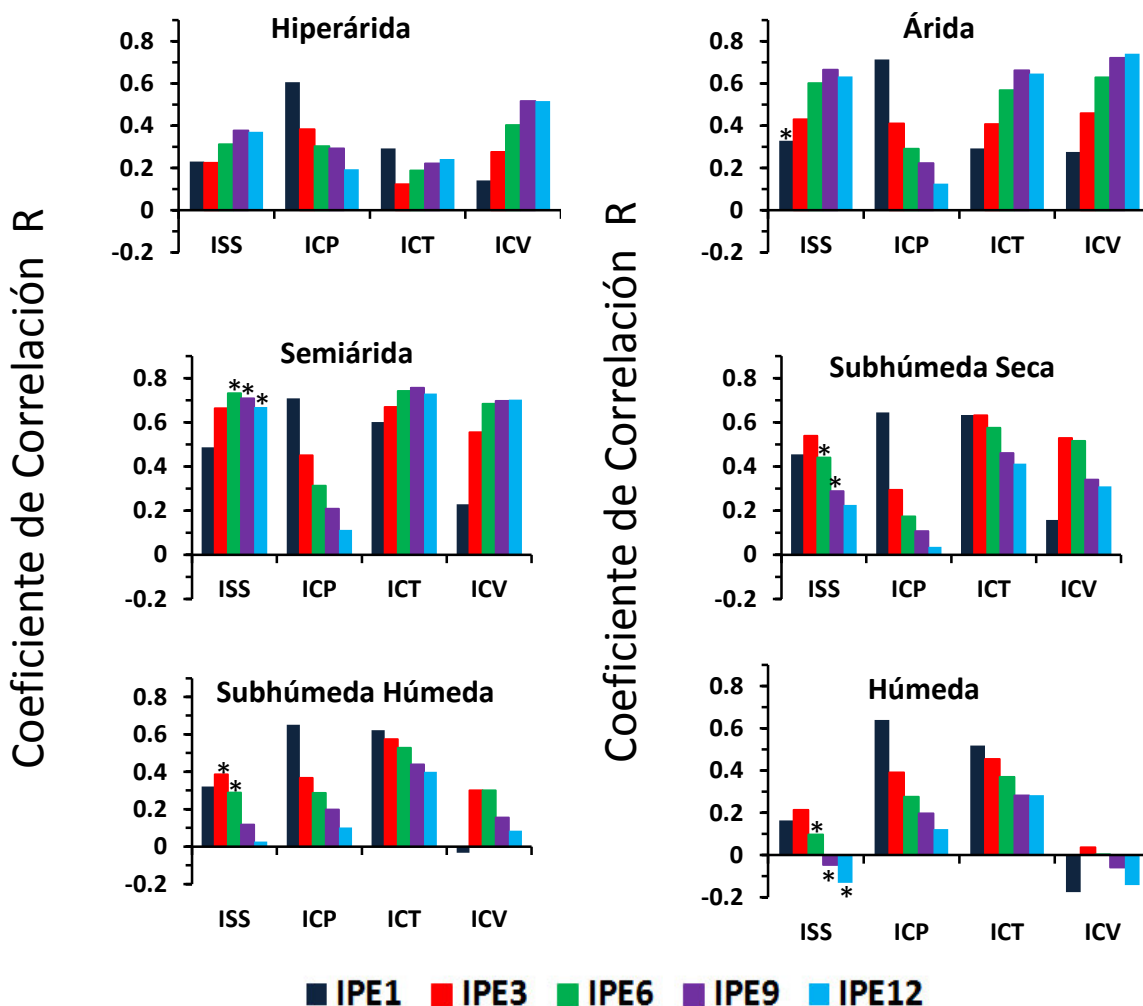 Coeficiente de Correlación R
Hiperárida
0.8
0.6
0.4
0.2
0
-0.2
ISS ICP ICT ICV
Coeficiente de Correlación R
Árida
0.8
0.6
0.4
0.2
0
-0.2
*
ISS ICP ICT ICV
Semiárida
0.8
0.6
0.4
0.2
0
-0.2
* * *
ISS ICP ICT ICV
Subhúmeda Seca
0.8
0.6
0.4
0.2
0
-0.2
* *
ISS ICP ICT ICV
Subhúmeda Húmeda
0.8
0.6
0.4
0.2
0
-0.2
* *
ISS ICP ICT ICV
Húmeda
0.8
0.6
0.4
0.2
0
-0.2
* * *
ISS ICP ICT ICV
IPE1 IPE3 IPE6 IPE9 IPE12